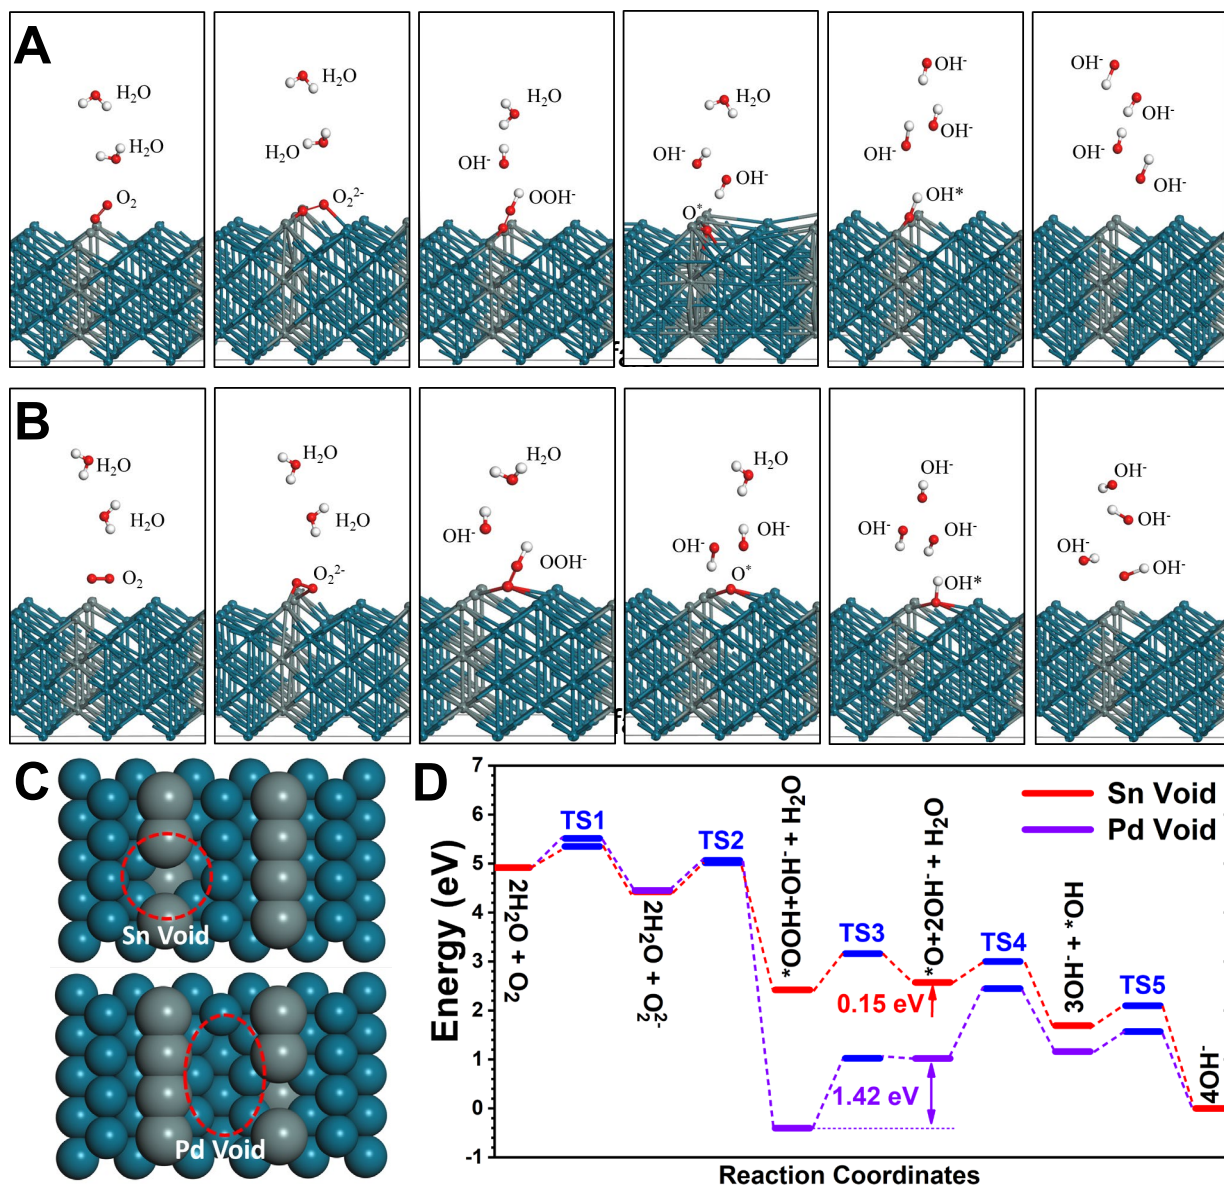 A
H₂O
H₂O
O₂
H₂O
H₂O
O₂²⁻
H₂O
OH⁻
OOH⁻
H₂O
OH⁻
OH⁻
O*
OH⁻
OH⁻
OH⁻
OH*
OH⁻
OH⁻
OH⁻
OH⁻
B
H₂O
H₂O
O₂
H₂O
H₂O
O₂²⁻
H₂O
OH⁻
OOH⁻
H₂O
OH⁻
OH⁻
O*
OH⁻
OH⁻
OH⁻
OH*
OH⁻
OH⁻
OH⁻
OH⁻
C
Sn Void
Pd Void
D
Energy (eV)
7
6
5
4
3
2
1
0
-1
Sn Void
Pd Void
TS1
TS2
TS3
TS4
TS5
2H₂O + O₂
2H₂O + O₂²⁻
*OOH+OH⁻ + H₂O
*O+2OH⁻ + H₂O
3OH⁻ + *OH
4OH⁻
0.15 eV
1.42 eV
Reaction Coordinates